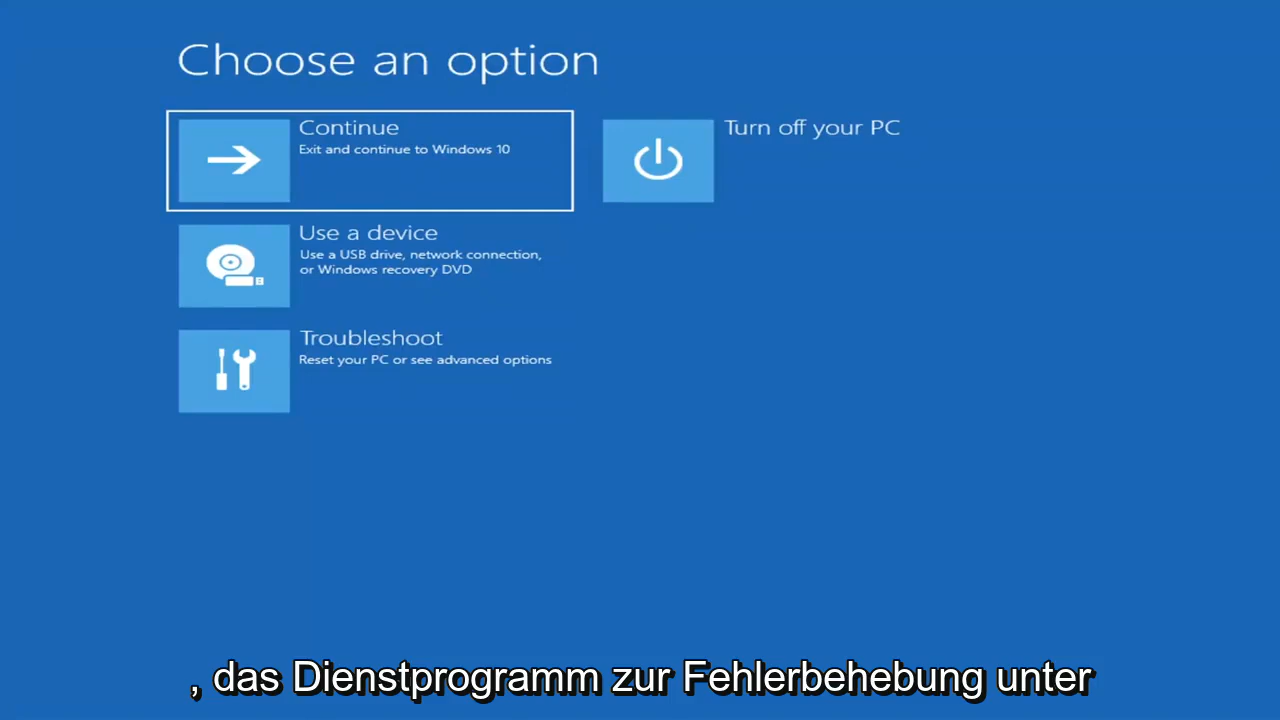 Choose an option
Continue
Exit and continue to Windows 10
Turn off your PC
Use a device
Use a USB drive, network connection,
or Windows recovery DVD
Troubleshoot
Reset your PC or see advanced options
, das Dienstprogramm zur Fehlerbehebung unter